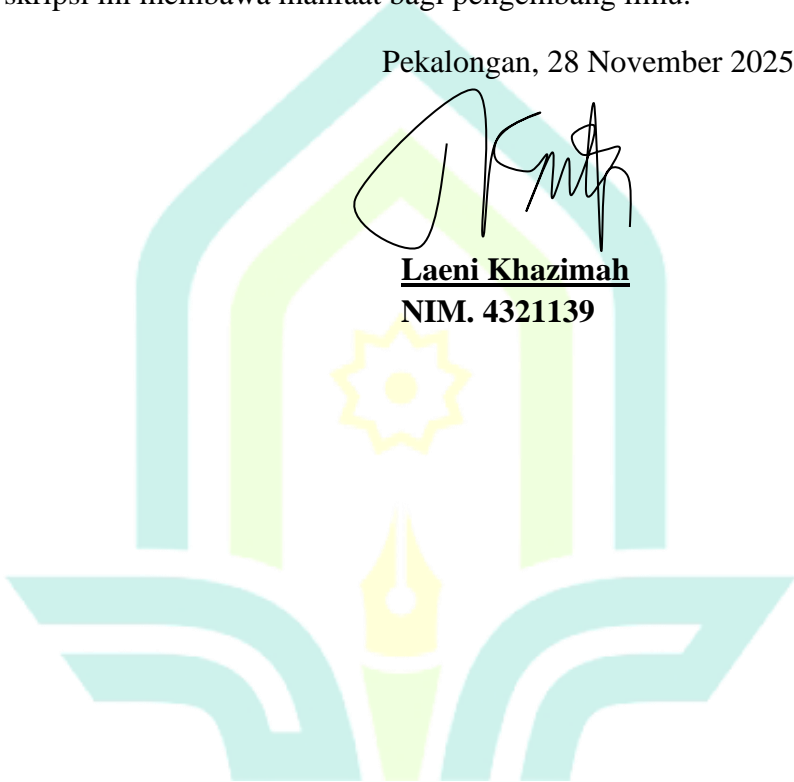 skripsi ini membawa manfaat bagi pengembang ilmu.
Pekalongan, 28 November 2025
Laeni Khazimah
NIM. 4321139